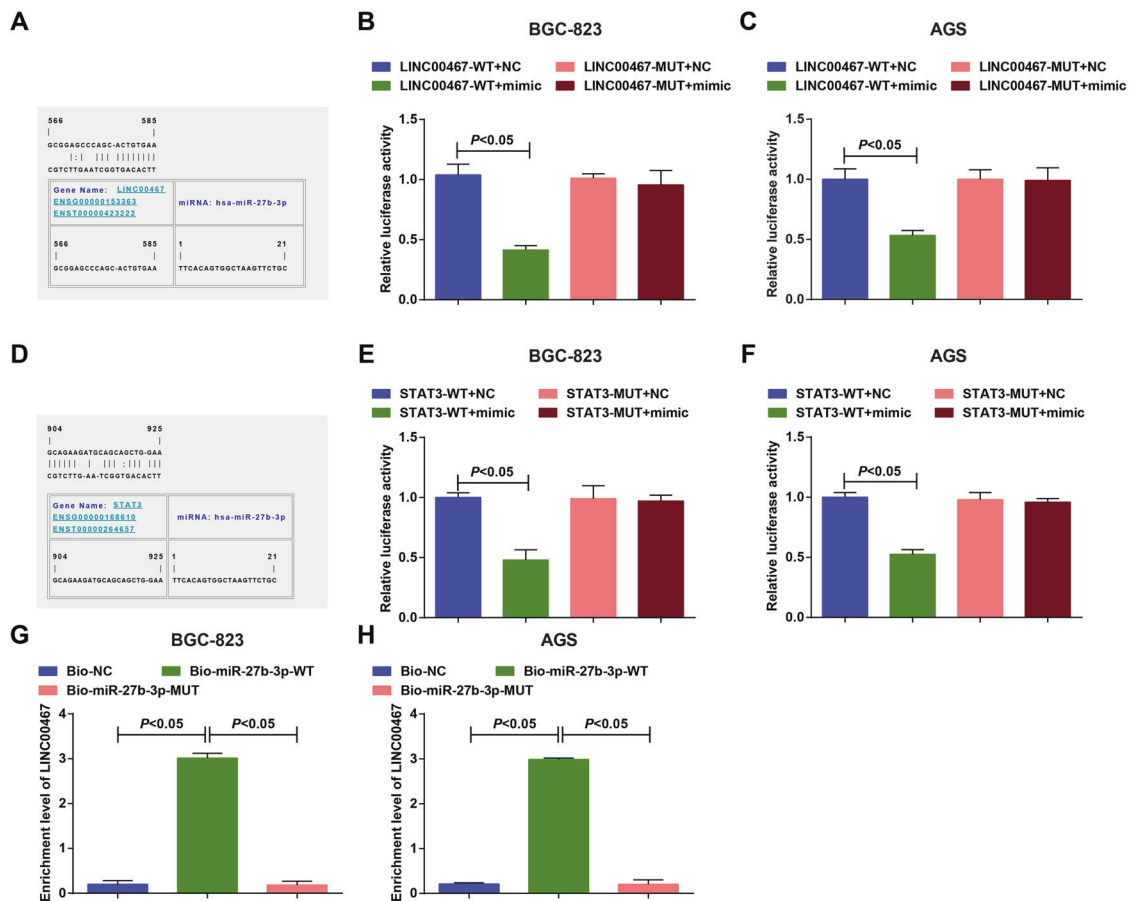 A
566 585
| |
GCGGAGCCCAGC-ACTGTGAA
|:| ||| ||||||||
CGTCTTGAATCGGTGACACTT
Gene Name: LINC00467
ENSG00000153363
ENST00000423222
miRNA: hsa-miR-27b-3p
566 585
| |
GCGGAGCCCAGC-ACTGTGAA
1 21
| |
TTCACAGTGGCTAAGTTCTGC
B
BGC-823
LINC00467-WT+NC
LINC00467-MUT+NC
LINC00467-WT+mimic
LINC00467-MUT+mimic
Relative luciferase activity
1.5
1.0
0.5
0.0
P<0.05
C
AGS
LINC00467-WT+NC
LINC00467-MUT+NC
LINC00467-WT+mimic
LINC00467-MUT+mimic
Relative luciferase activity
1.5
1.0
0.5
0.0
P<0.05
D
904 925
| |
GCAGAAGATGCAGCAGCTG-GAA
|||||| | ||| :||| |||
CGTCTTG-AA-TCGGTGACACTT
Gene Name: STAT3
ENSG00000168610
ENST00000264657
miRNA: hsa-miR-27b-3p
904 925
| |
GCAGAAGATGCAGCAGCTG-GAA
1 21
| |
TTCACAGTGGCTAAGTTCTGC
E
BGC-823
STAT3-WT+NC
STAT3-MUT+NC
STAT3-WT+mimic
STAT3-MUT+mimic
Relative luciferase activity
1.5
1.0
0.5
0.0
P<0.05
F
AGS
STAT3-WT+NC
STAT3-MUT+NC
STAT3-WT+mimic
STAT3-MUT+mimic
Relative luciferase activity
1.5
1.0
0.5
0.0
P<0.05
G
BGC-823
Bio-NC
Bio-miR-27b-3p-WT
Bio-miR-27b-3p-MUT
Enrichment level of LINC00467
4
3
2
1
0
P<0.05
P<0.05
H
AGS
Bio-NC
Bio-miR-27b-3p-WT
Bio-miR-27b-3p-MUT
Enrichment level of LINC00467
4
3
2
1
0
P<0.05
P<0.05